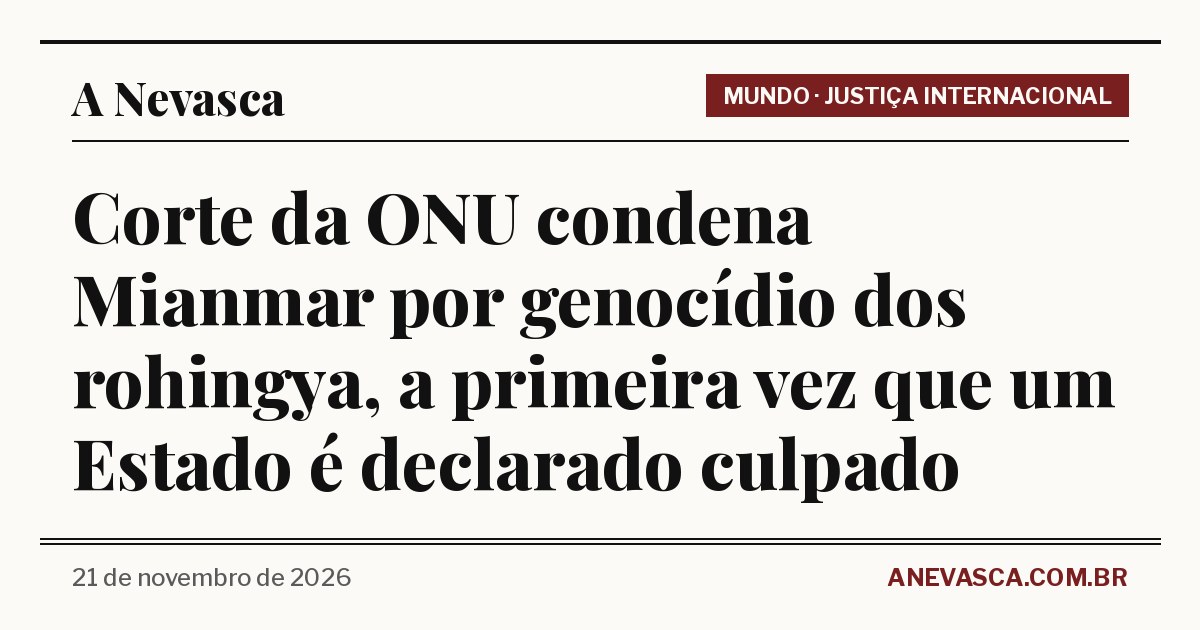 A Nevasca
MUNDO · JUSTIÇA INTERNACIONAL
Corte da ONU condena
Mianmar por genocídio dos
rohingya, a primeira vez que um
Estado é declarado culpado
21 de novembro de 2026
ANEVASCA.COM.BR